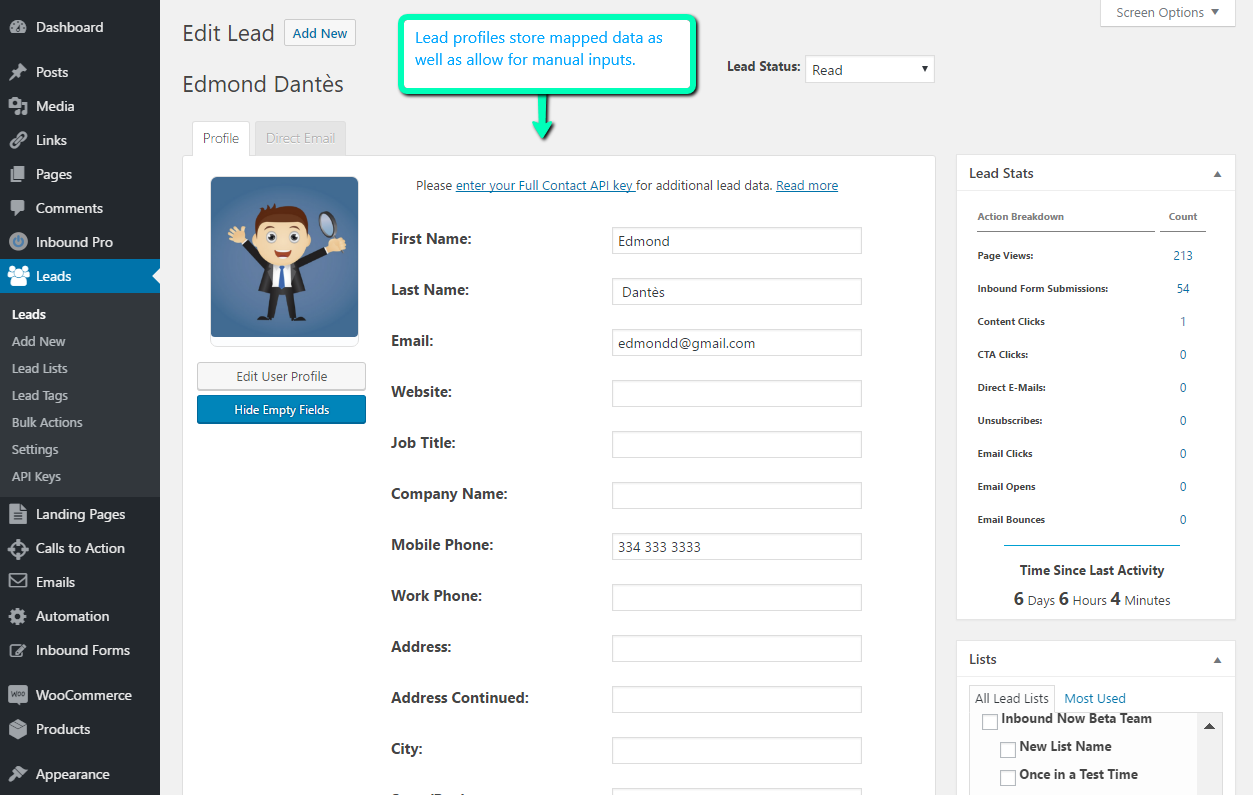 Dashboard
Posts
Media
Links
Pages
Comments
Inbound Pro
Leads
Leads
Add New
Lead Lists
Lead Tags
Bulk Actions
Settings
API Keys
Landing Pages
Calls to Action
Emails
Automation
Inbound Forms
WooCommerce
Products
Appearance
Screen Options
Edit Lead Add New
Lead profiles store mapped data as
well as allow for manual inputs.
Lead Status: Read
Edmond Dantès
Profile Direct Email
Please enter your Full Contact API key for additional lead data. Read more
Edit User Profile
Hide Empty Fields
First Name: Edmond
Last Name: Dantès
Email: edmondd@gmail.com
Website:
Job Title:
Company Name:
Mobile Phone: 334 333 3333
Work Phone:
Address:
Address Continued:
City:
Lead Stats
Action Breakdown Count
Page Views: 213
Inbound Form Submissions: 54
Content Clicks 1
CTA Clicks: 0
Direct E-Mails: 0
Unsubscribes: 0
Email Clicks 0
Email Opens 0
Email Bounces 0
Time Since Last Activity
6 Days 6 Hours 4 Minutes
Lists
All Lead Lists Most Used
Inbound Now Beta Team
New List Name
Once in a Test Time